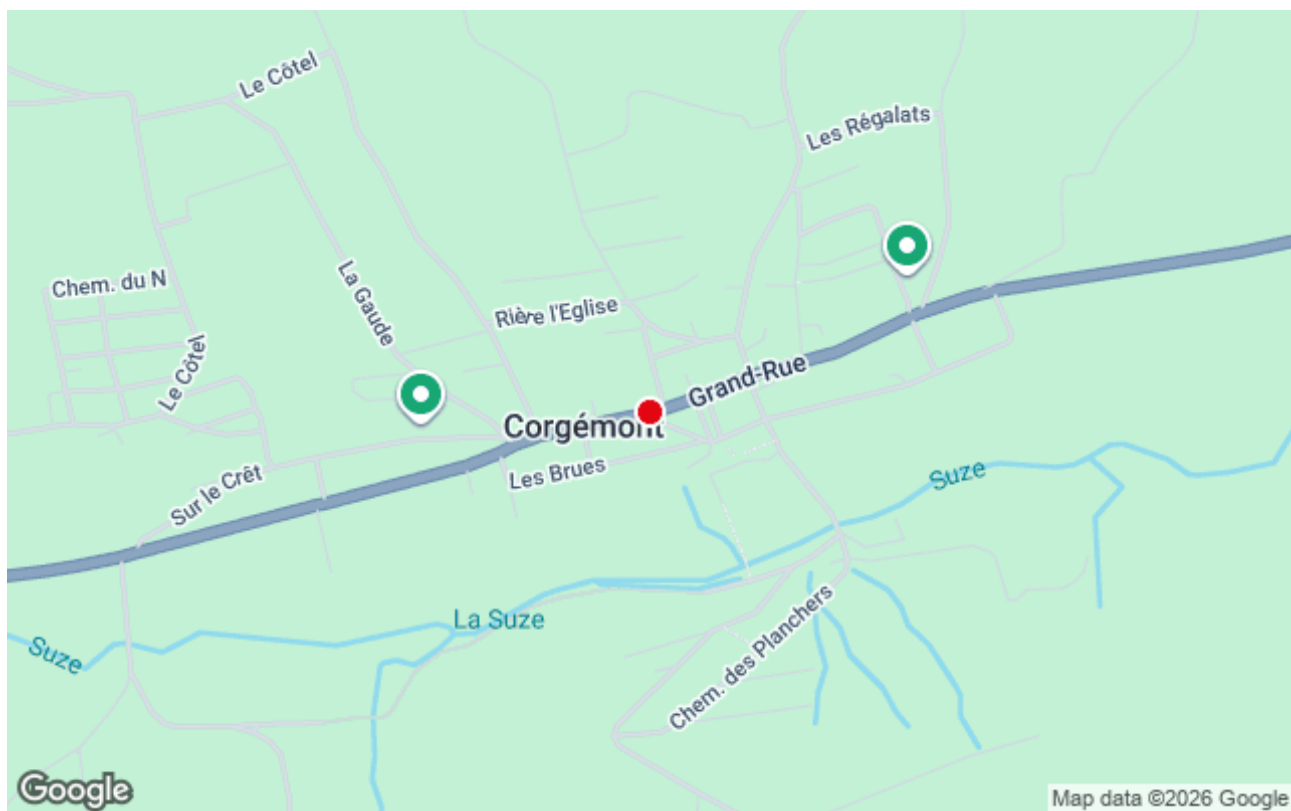 Le Côtel
Les Régalats
Chem. du N
La Gaude
Rière l'Eglise
Le Côtel
Grand-Rue
Corgémont
Les Brues
Sur le Crêt
Suze
La Suze
Suze
Chem. des Planchers
Google
Map data ©2026 Google